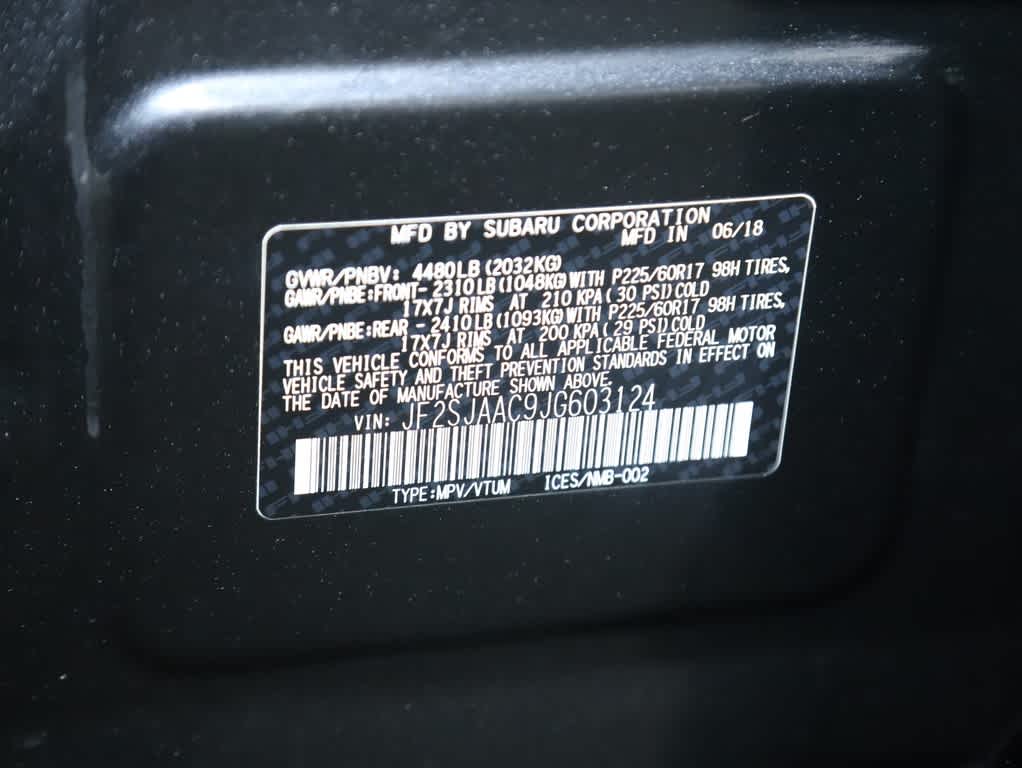 MFD BY SUBARU CORPORATION
MFD IN 06/18
GVWR/PNBV: 4480LB (2032KG)
GAWR/PNBE:FRONT- 2310LB (1048KG) WITH P225/60R17 98H TIRES,
17X7J RIMS AT 210 KPA (30 PSI) COLD
GAWR/PNBE:REAR - 2410LB (1093KG) WITH P225/60R17 98H TIRES,
17X7J RIMS AT 200 KPA (29 PSI) COLD
THIS VEHICLE CONFORMS TO ALL APPLICABLE FEDERAL MOTOR
VEHICLE SAFETY AND THEFT PREVENTION STANDARDS IN EFFECT ON
THE DATE OF MANUFACTURE SHOWN ABOVE.
VIN: JF2SJAAC9JG603124
TYPE:MPV/VTUM ICES/NMB-002